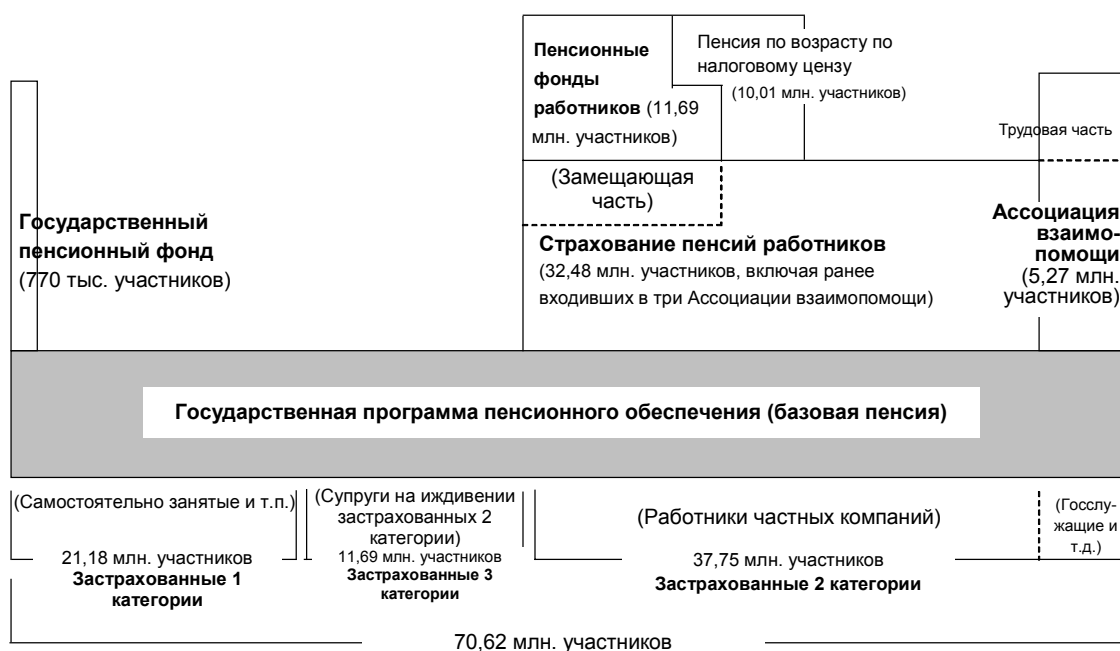 Пенсионные
фонды
работников (11,69
млн. участников)
Пенсия по возрасту по
налоговому цензу
(10,01 млн. участников)
Трудовая часть
(Замещающая
часть)
Государственный
пенсионный фонд
(770 тыс. участников)
Страхование пенсий работников
(32,48 млн. участников, включая ранее
входивших в три Ассоциации взаимопомощи)
Ассоциация
взаимо-
помощи
(5,27 млн.
участников)
Государственная программа пенсионного обеспечения (базовая пенсия)
(Самостоятельно занятые и т.п.)
21,18 млн. участников
Застрахованные 1
категории
(Супруги на иждивении
застрахованных 2
категории)
11,69 млн. участников
Застрахованные 3
категории
(Работники частных компаний)
37,75 млн. участников
Застрахованные 2 категории
(Госслу-
жащие и
т.д.)
70,62 млн. участников